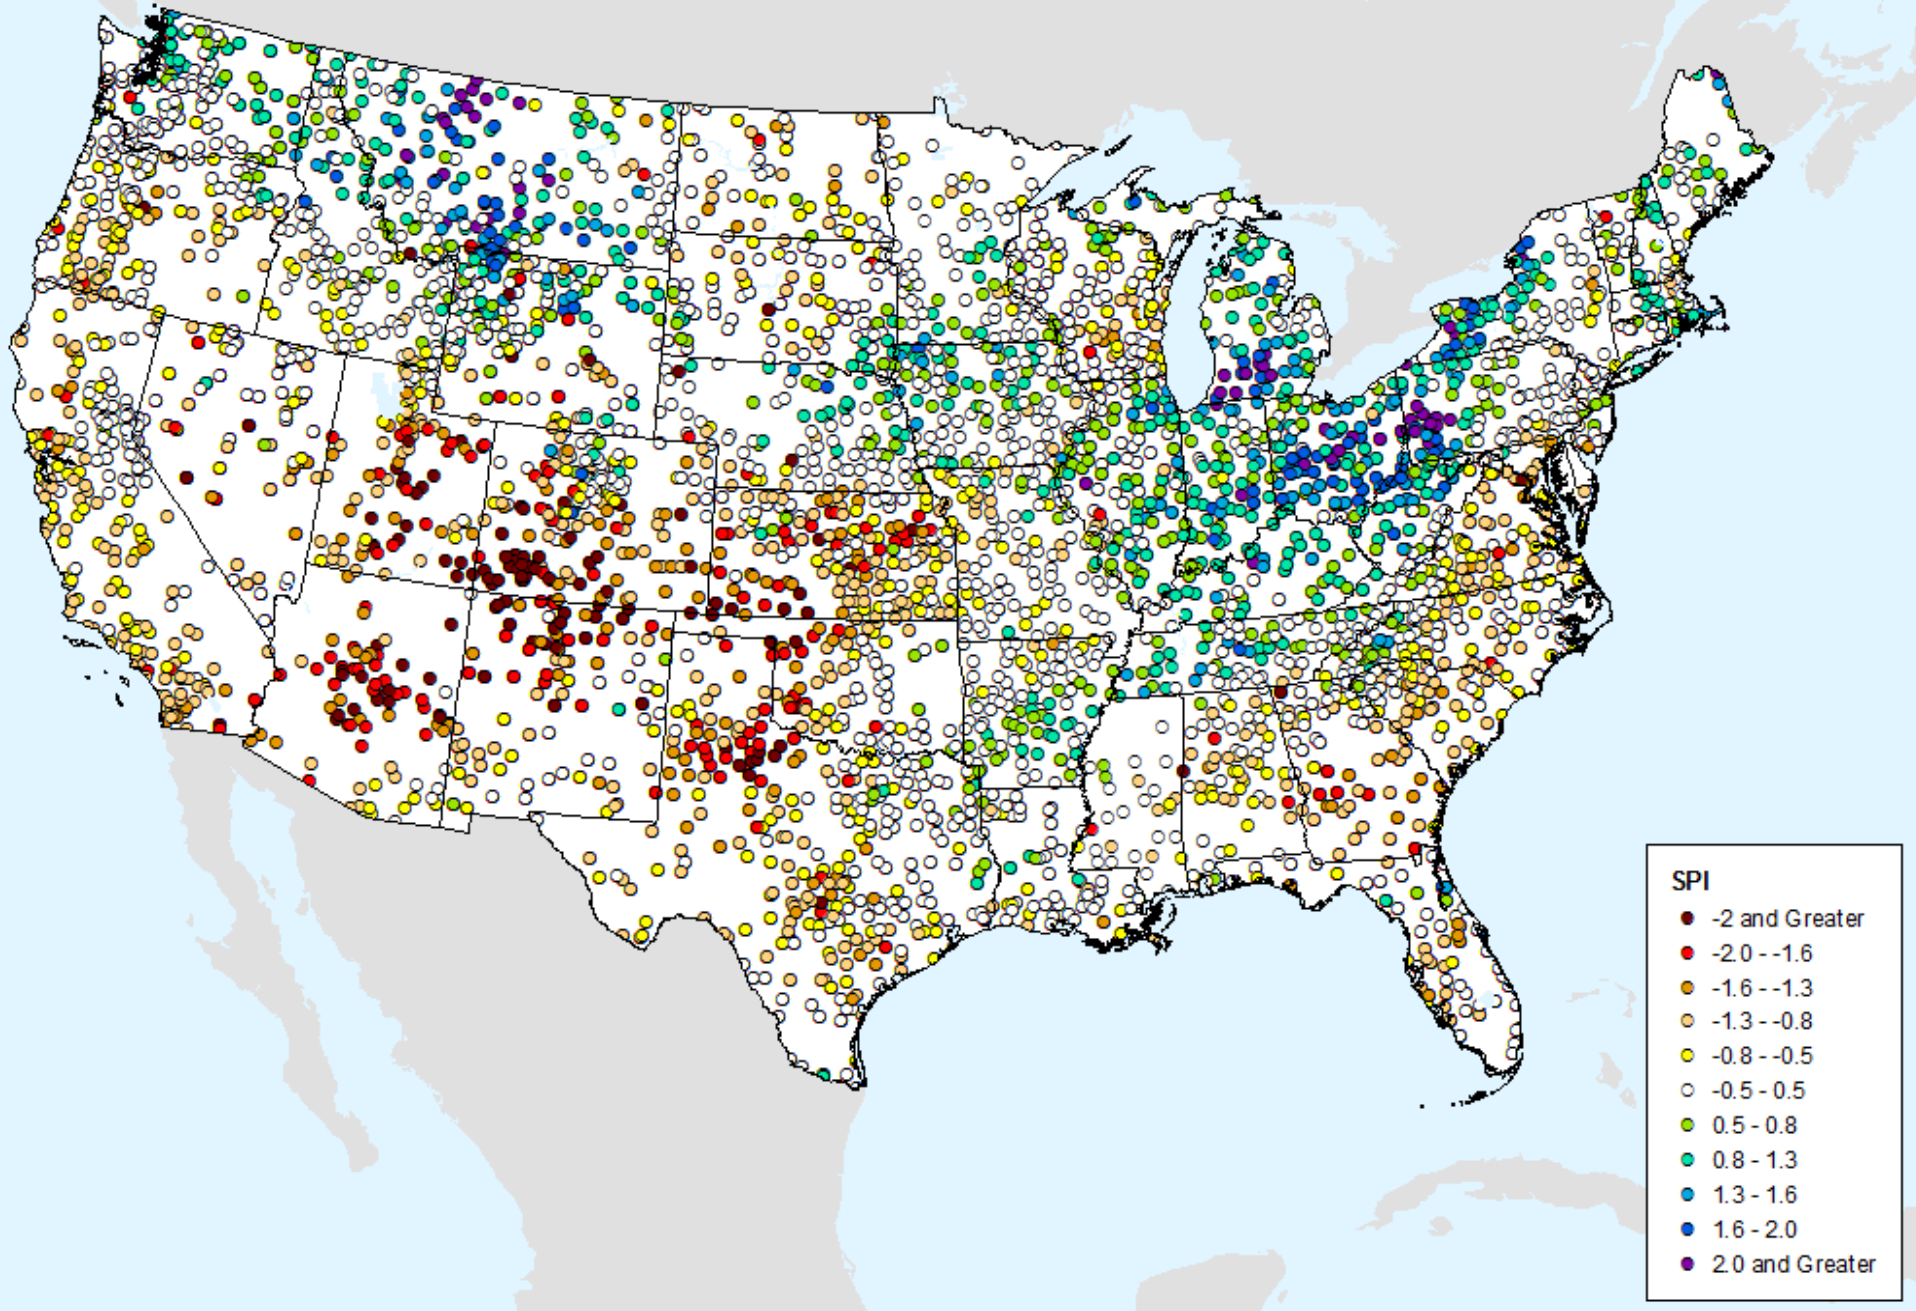 SPI
-2 and Greater
-2.0 - -1.6
-1.6 - -1.3
-1.3 - -0.8
-0.8 - -0.5
-0.5 - 0.5
0.5 - 0.8
0.8 - 1.3
1.3 - 1.6
1.6 - 2.0
2.0 and Greater